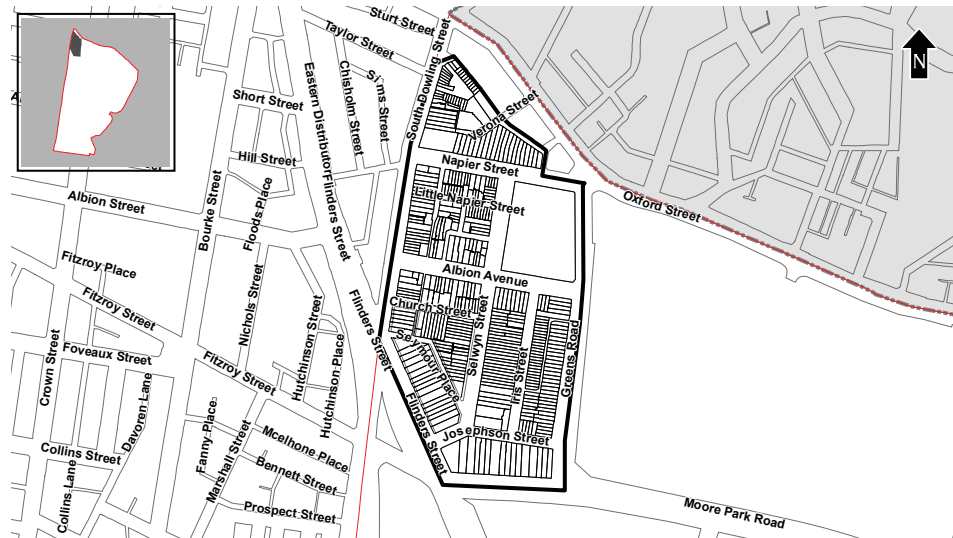 Sturt Street
Taylor Street
South Dowling Street
N
Sims Street
Chisholm Street
Eastern Distributor
Short Street
Verona Street
Hill Street
Napier Street
Flinders Street
Floods Place
Little Napier Street
Oxford Street
Albion Street
Bourke Street
Fitzroy Place
Albion Avenue
Fitzroy Street
Nichols Street
Flinders Street
Church Street
Selwyn Street
Hutchinson Street
Seymour Place
Iris Street
Greens Road
Crown Street
Foveaux Street
Fitzroy Street
Hutchinson Place
Davoren Lane
Fanny Place
Flinders Street
Josephson Street
Mcelhone Place
Collins Street
Marshall Street
Bennett Street
Collins Lane
Prospect Street
Moore Park Road